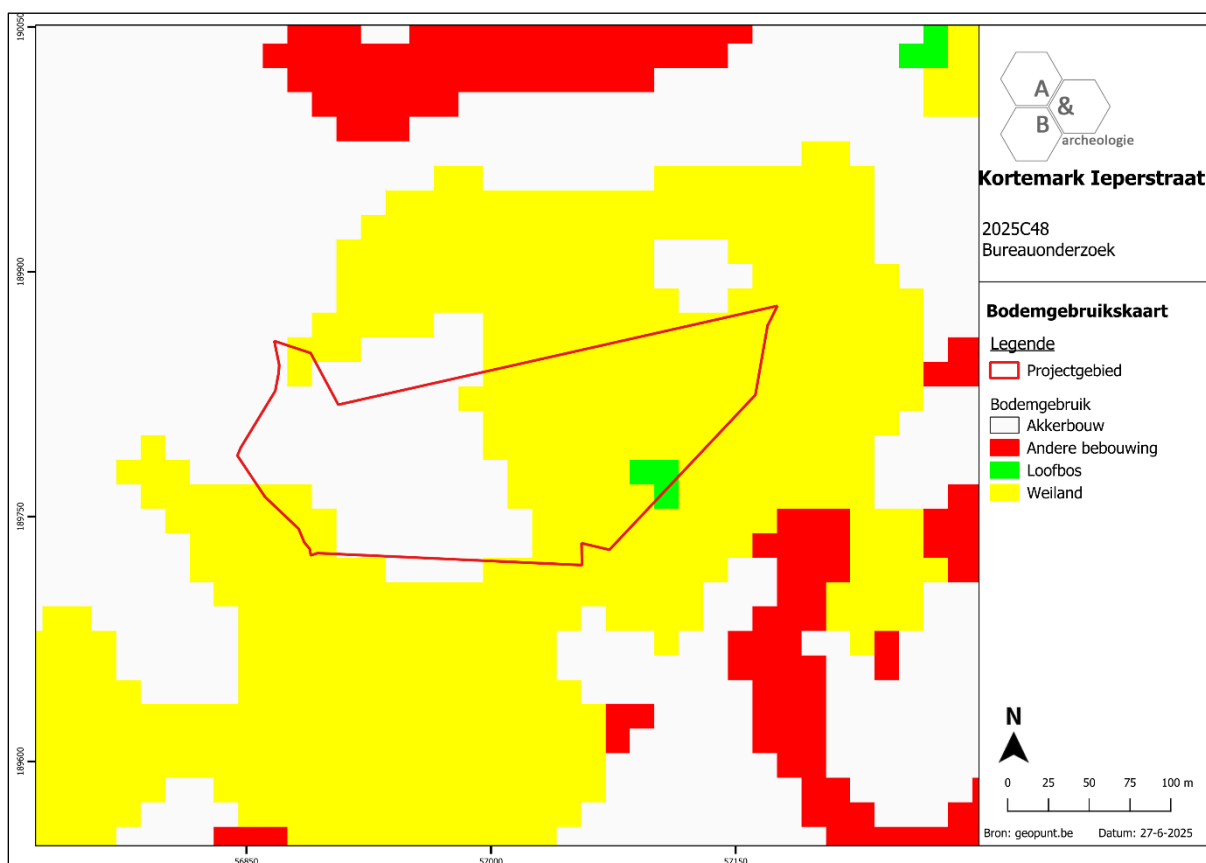 190050
189900
189750
189600
56850
57000
57150
A
&
B
archeologie
Kortemark Ieperstraat
2025C48
Bureauonderzoek
Bodemgebruikskaart
Legende
Projectgebied
Bodemgebruik
Akkerbouw
Andere bebouwing
Loofbos
Weiland
N
0 25 50 75 100 m
Bron: geopunt.be Datum: 27-6-2025